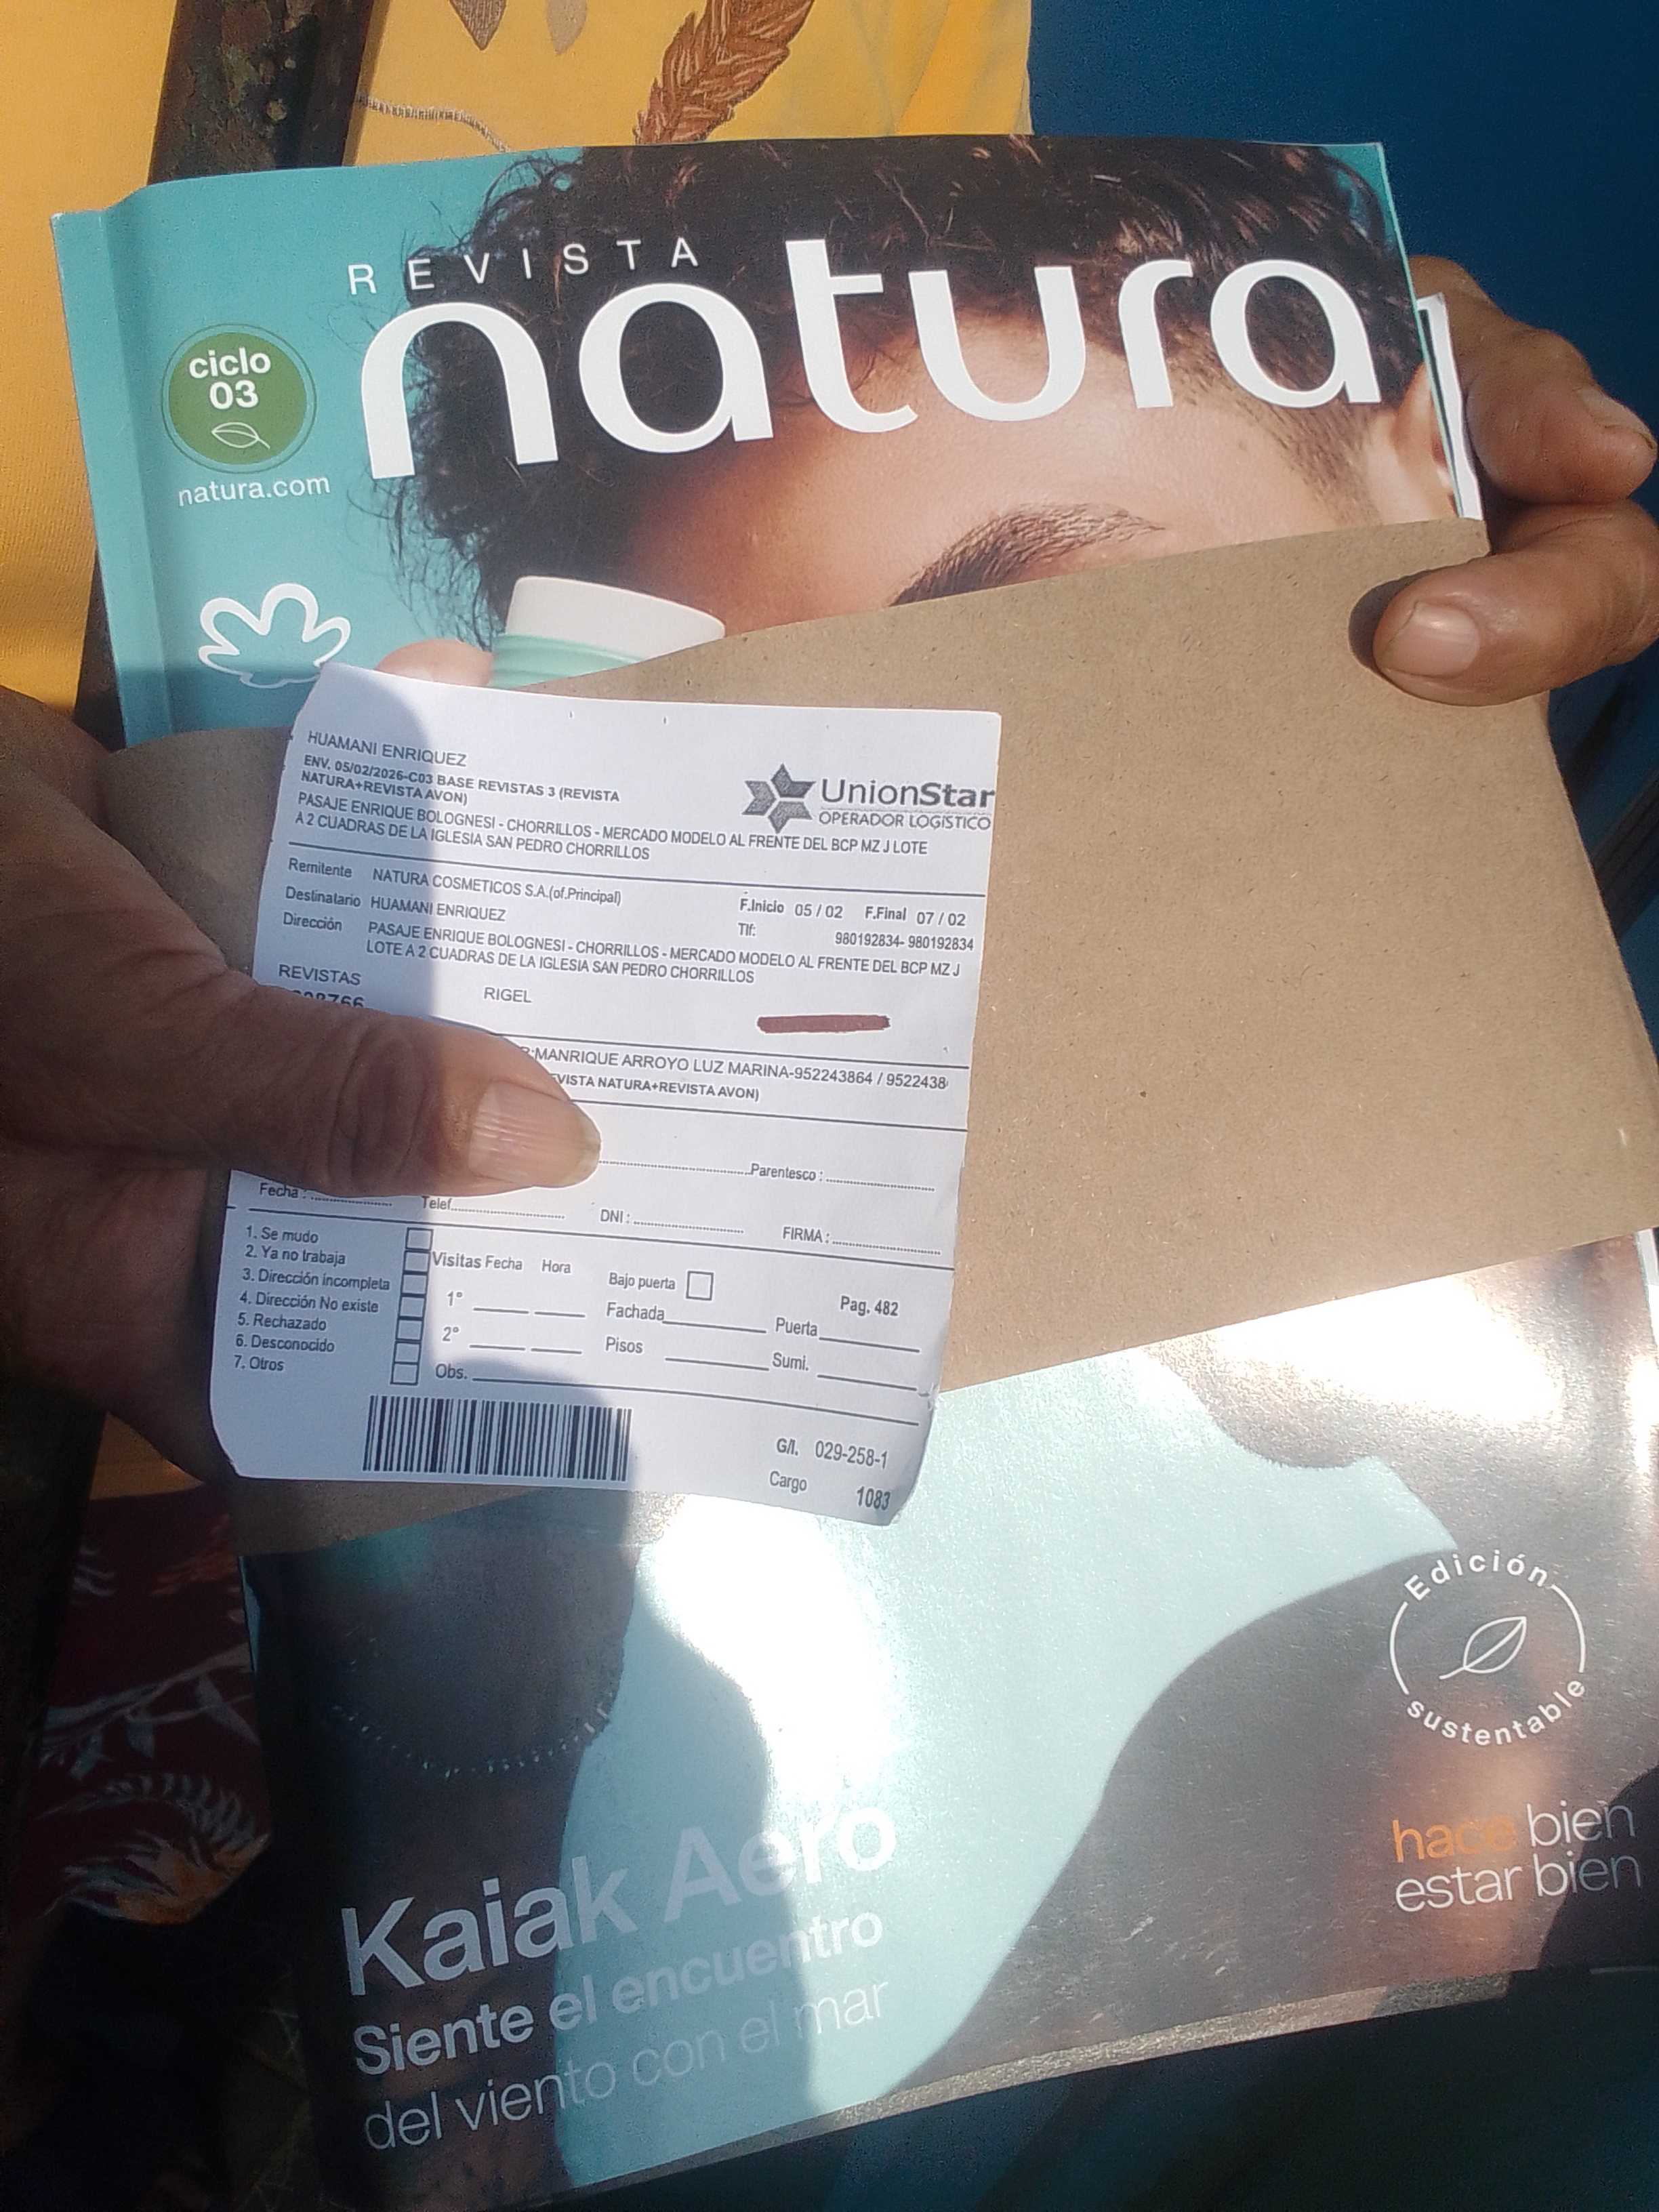 REVISTA
natura
ciclo
03
natura.com
HUAMANI ENRIQUEZ
ENV. 05/02/2026-C03 BASE REVISTAS 3 (REVISTA
NATURA+REVISTA AVON)
PASAJE ENRIQUE BOLOGNESI - CHORRILLOS - MERCADO MODELO AL FRENTE DEL BCP MZ J LOTE
A 2 CUADRAS DE LA IGLESIA SAN PEDRO CHORRILLOS
UnionStar
OPERADOR LOGÍSTICO
Remitente NATURA COSMETICOS S.A.(of.Principal)
F.Inicio 05 / 02 F.Final 07 / 02
Destinatario HUAMANI ENRIQUEZ
Tlf: 980192834- 980192834
Dirección PASAJE ENRIQUE BOLOGNESI - CHORRILLOS - MERCADO MODELO AL FRENTE DEL BCP MZ J
LOTE A 2 CUADRAS DE LA IGLESIA SAN PEDRO CHORRILLOS
REVISTAS
RIGEL
:MANRIQUE ARROYO LUZ MARINA-952243864 / 9522438
VISTA NATURA+REVISTA AVON)
Parentesco :
Fecha : Telef. DNI : FIRMA :
1. Se mudo
2. Ya no trabaja
3. Dirección incompleta
4. Dirección No existe
5. Rechazado
6. Desconocido
7. Otros
Visitas Fecha Hora
1°
2°
Obs.
Bajo puerta
Fachada
Pisos
Pag. 482
Puerta
Sumi.
G/l. 029-258-1
Cargo 1083
Edición
sustentable
hace bien
estar bien
Kaiak Aero
Siente el encuentro
del viento con el mar